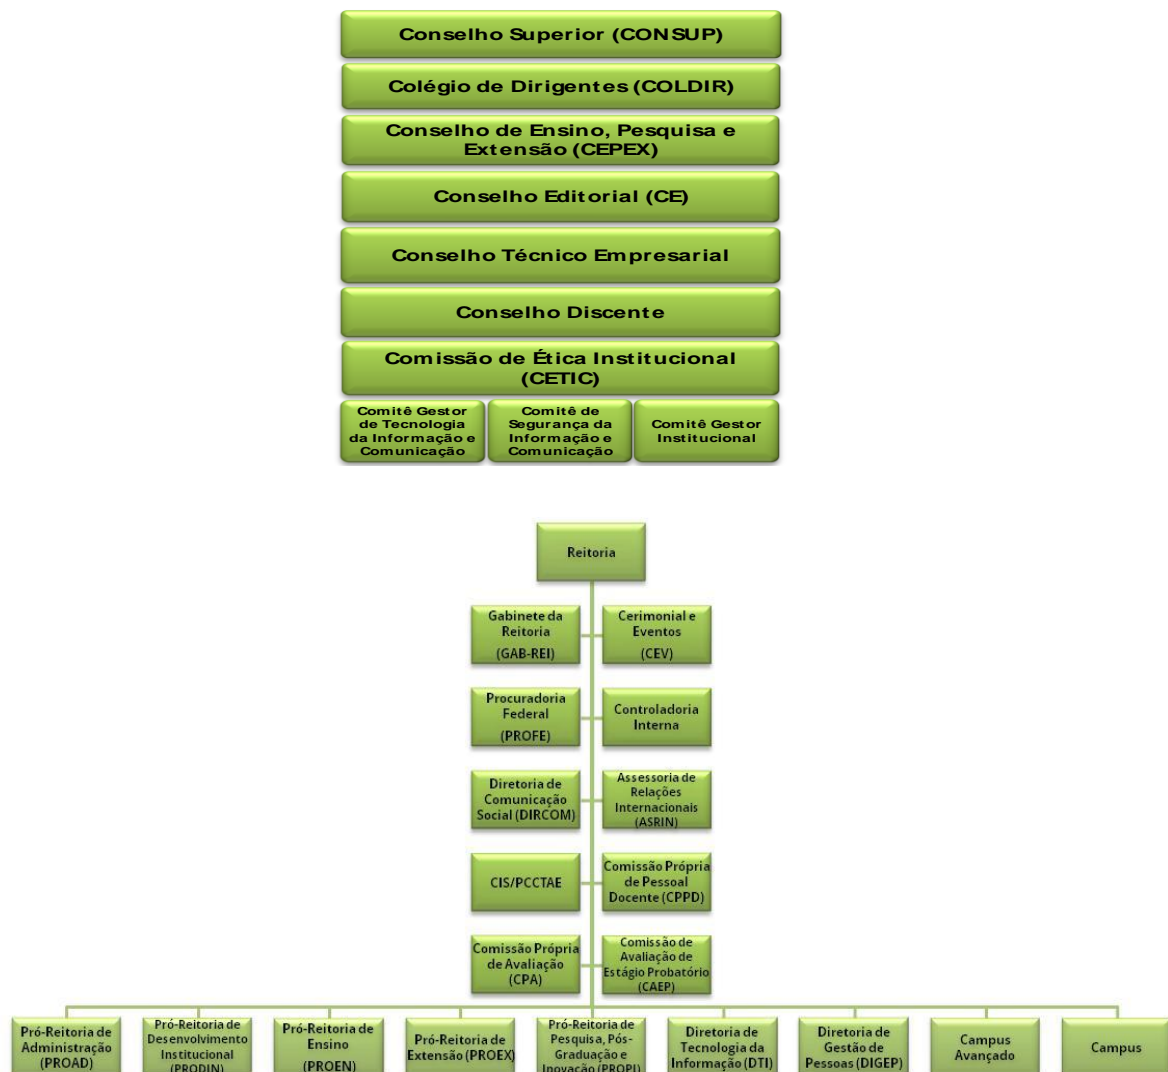 Conselho Superior (CONSUP)
Colégio de Dirigentes (COLDIR)
Conselho de Ensino, Pesquisa e
Extensão (CEPEX)
Conselho Editorial (CE)
Conselho Técnico Empresarial
Conselho Discente
Comissão de Ética Institucional
(CETIC)
Comitê Gestor
de Tecnologia
da Informação e
Comunicação
Comitê de
Segurança da
Informação e
Comunicação
Comitê Gestor
Institucional
Reitoria
Gabinete da
Reitoria
(GAB-REI)
Cerimonial e
Eventos
(CEV)
Procuradoria
Federal
(PROFE)
Controladoria
Interna
Diretoria de
Comunicação
Social (DIRCOM)
Assessoria de
Relações
Internacionais
(ASRIN)
CIS/PCCTAE
Comissão Própria
de Pessoal
Docente (CPPD)
Comissão Própria
de Avaliação
(CPA)
Comissão de
Avaliação de
Estágio Probatório
(CAEP)
Pró-Reitoria de
Administração
(PROAD)
Pró-Reitoria de
Desenvolvimento
Institucional
(PRODIN)
Pró-Reitoria de
Ensino
(PROEN)
Pró-Reitoria de
Extensão (PROEX)
Pró-Reitoria de
Pesquisa, Pós-
Graduação e
Inovação (PROPI)
Diretoria de
Tecnologia da
Informação (DTI)
Diretoria de
Gestão de
Pessoas (DIGEP)
Campus
Avançado
Campus